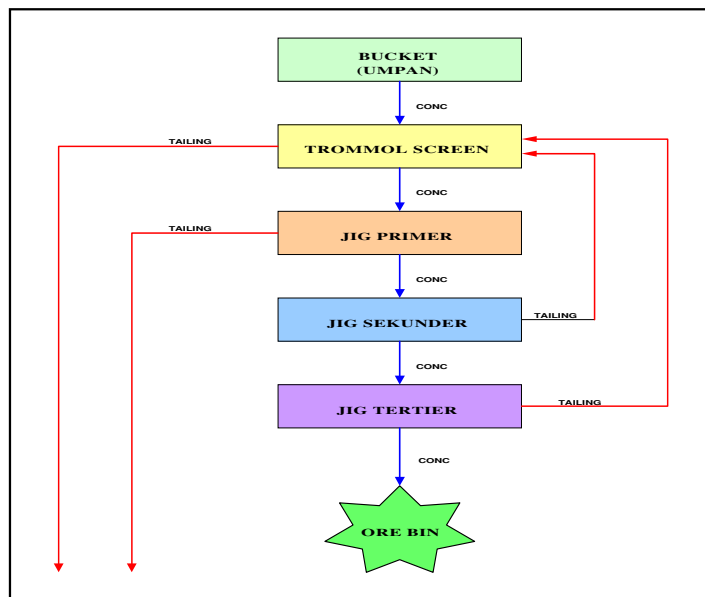 BUCKET
(UMPAN)
CONC
TAILING
TROMMOL SCREEN
CONC
TAILING
JIG PRIMER
CONC
JIG SEKUNDER
TAILING
CONC
JIG TERTIER
TAILING
CONC
ORE BIN